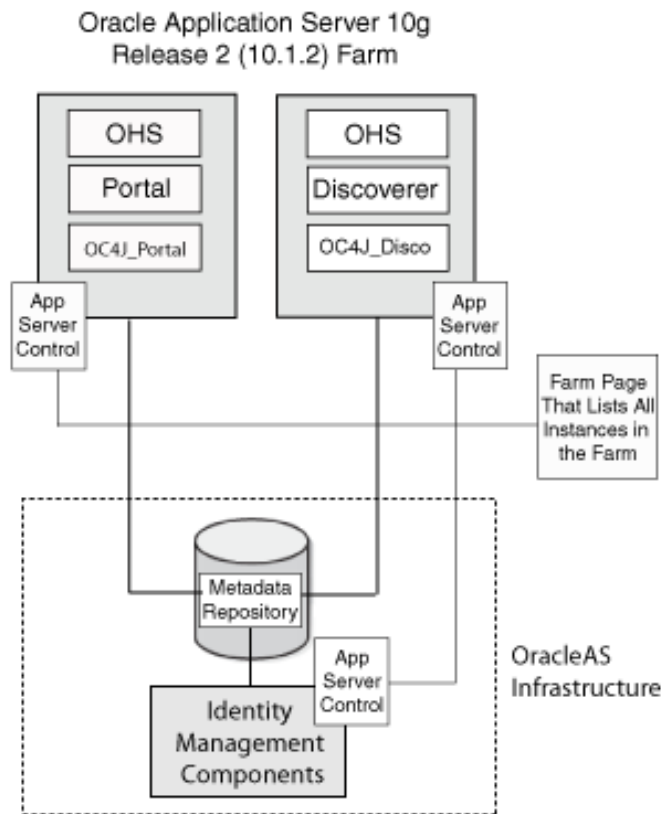 Oracle Application Server 10g
Release 2 (10.1.2) Farm
OHS
Portal
OC4J_Portal
App
Server
Control
OHS
Discoverer
OC4J_Disco
App
Server
Control
Farm Page
That Lists All
Instances in
the Farm
Metadata
Repository
App
Server
Control
Identity
Management
Components
OracleAS
Infrastructure